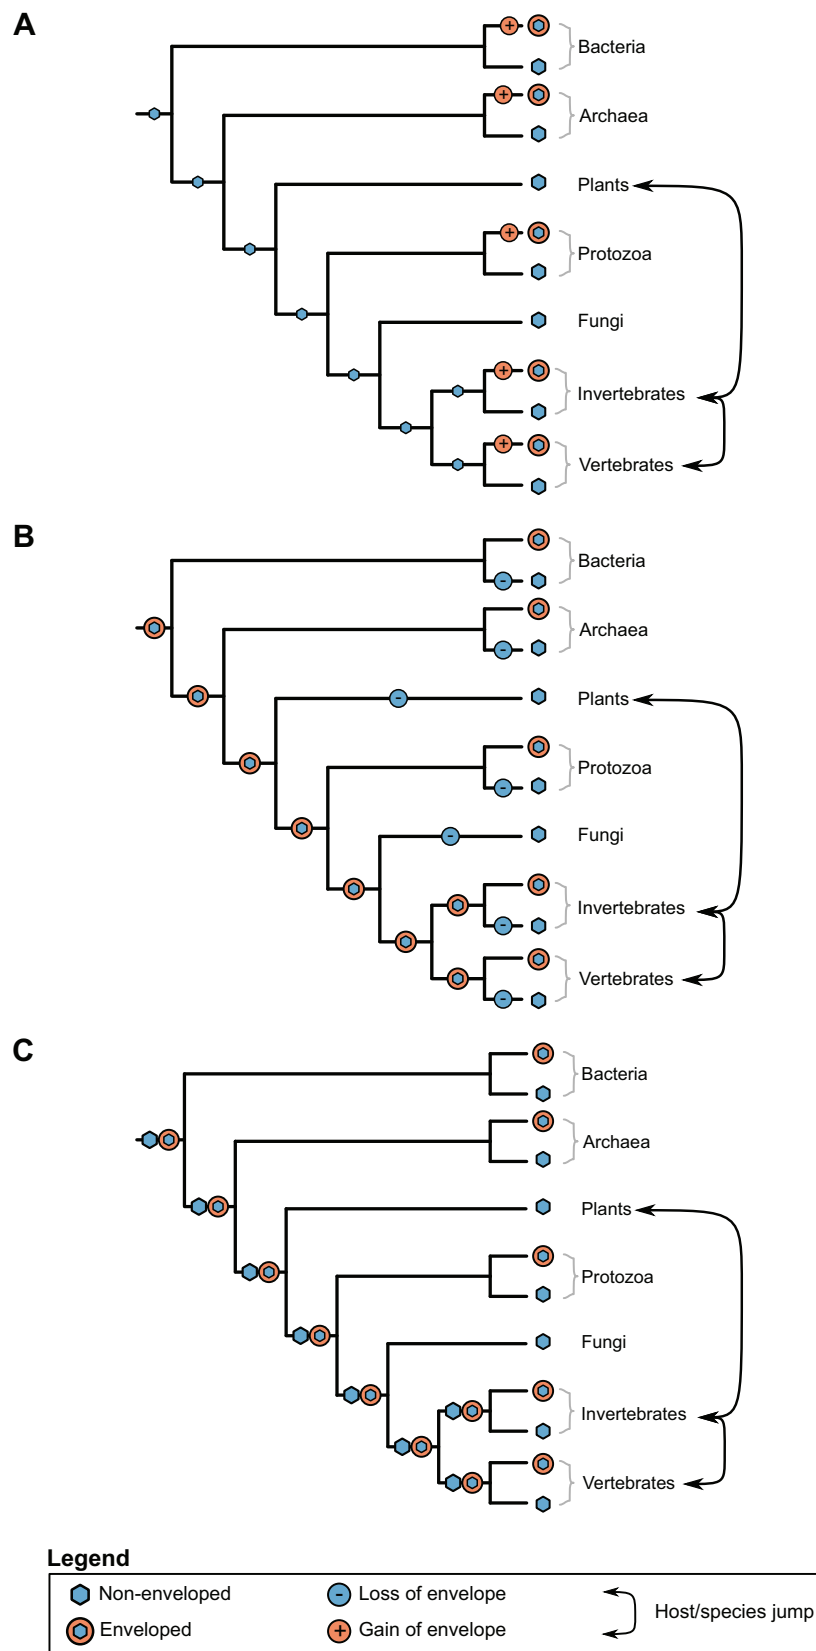 A
Bacteria
+
Archaea
+
Plants
Protozoa
+
Fungi
Invertebrates
+
Vertebrates
+
B
Bacteria
-
Archaea
-
Plants
-
Protozoa
-
Fungi
-
Invertebrates
-
Vertebrates
-
C
Bacteria
Archaea
Plants
Protozoa
Fungi
Invertebrates
Vertebrates
Legend
Non-enveloped
- Loss of envelope
Host/species jump
Enveloped
+ Gain of envelope